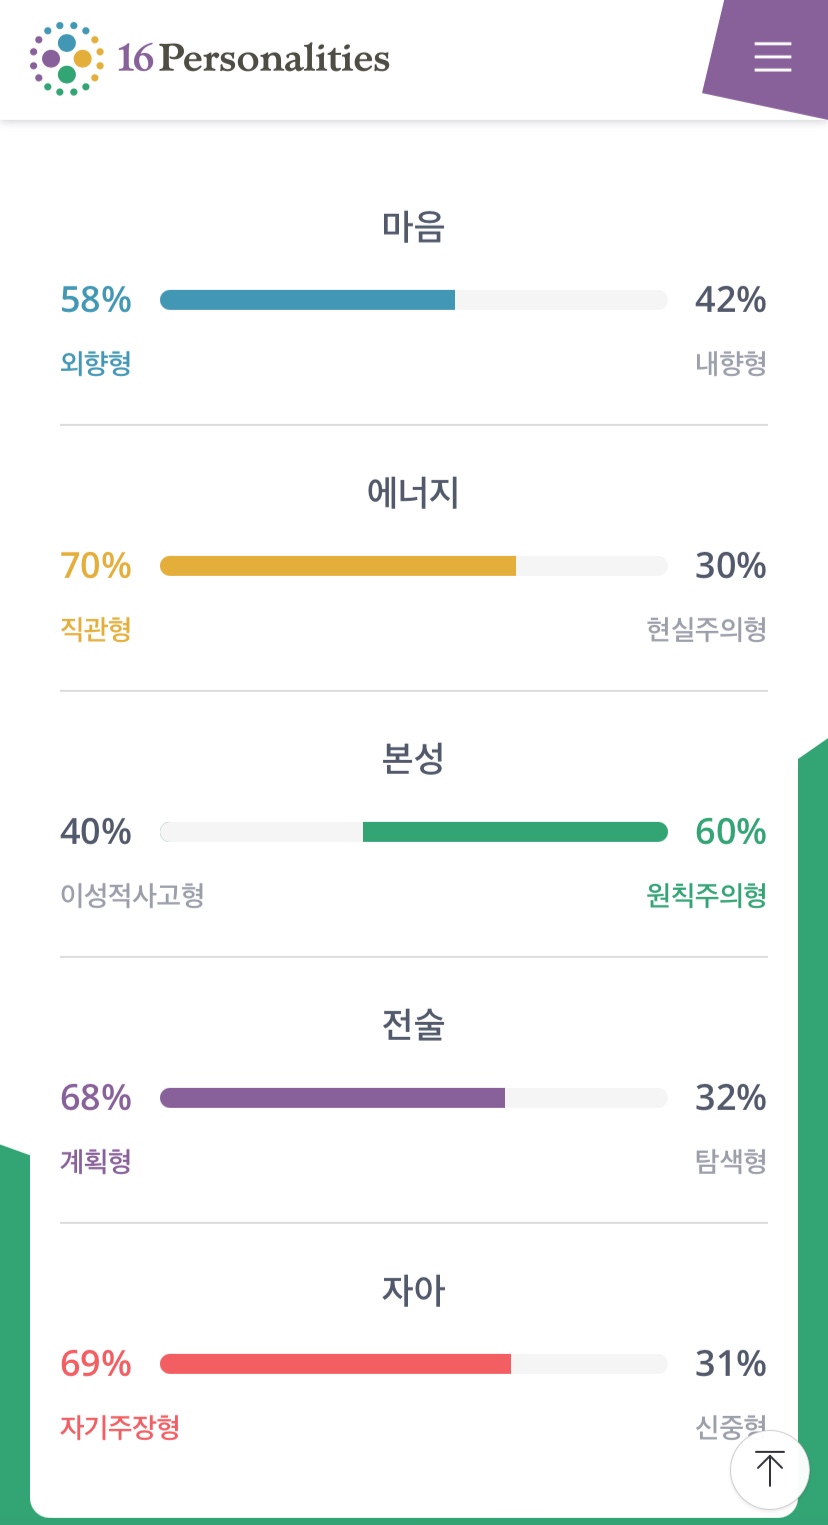 16Personalities
마음
58% 42%
외향형 내향형
에너지
70% 30%
직관형 현실주의형
본성
40% 60%
이성적사고형 원칙주의형
전술
68% 32%
계획형 탐색형
자아
69% 31%
자기주장형 신중형